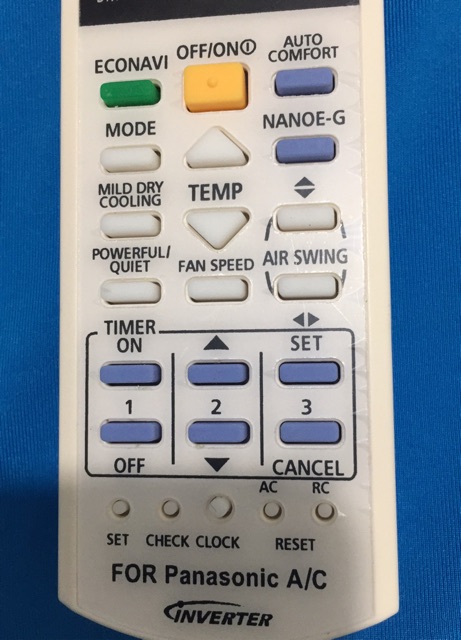 ECONAVI OFF/ON AUTO COMFORT
MODE NANOE-G
MILD DRY COOLING TEMP
POWERFUL/QUIET FAN SPEED AIR SWING
TIMER
ON SET
1 2 3
OFF CANCEL
AC RC
SET CHECK CLOCK RESET
FOR Panasonic A/C
INVERTER